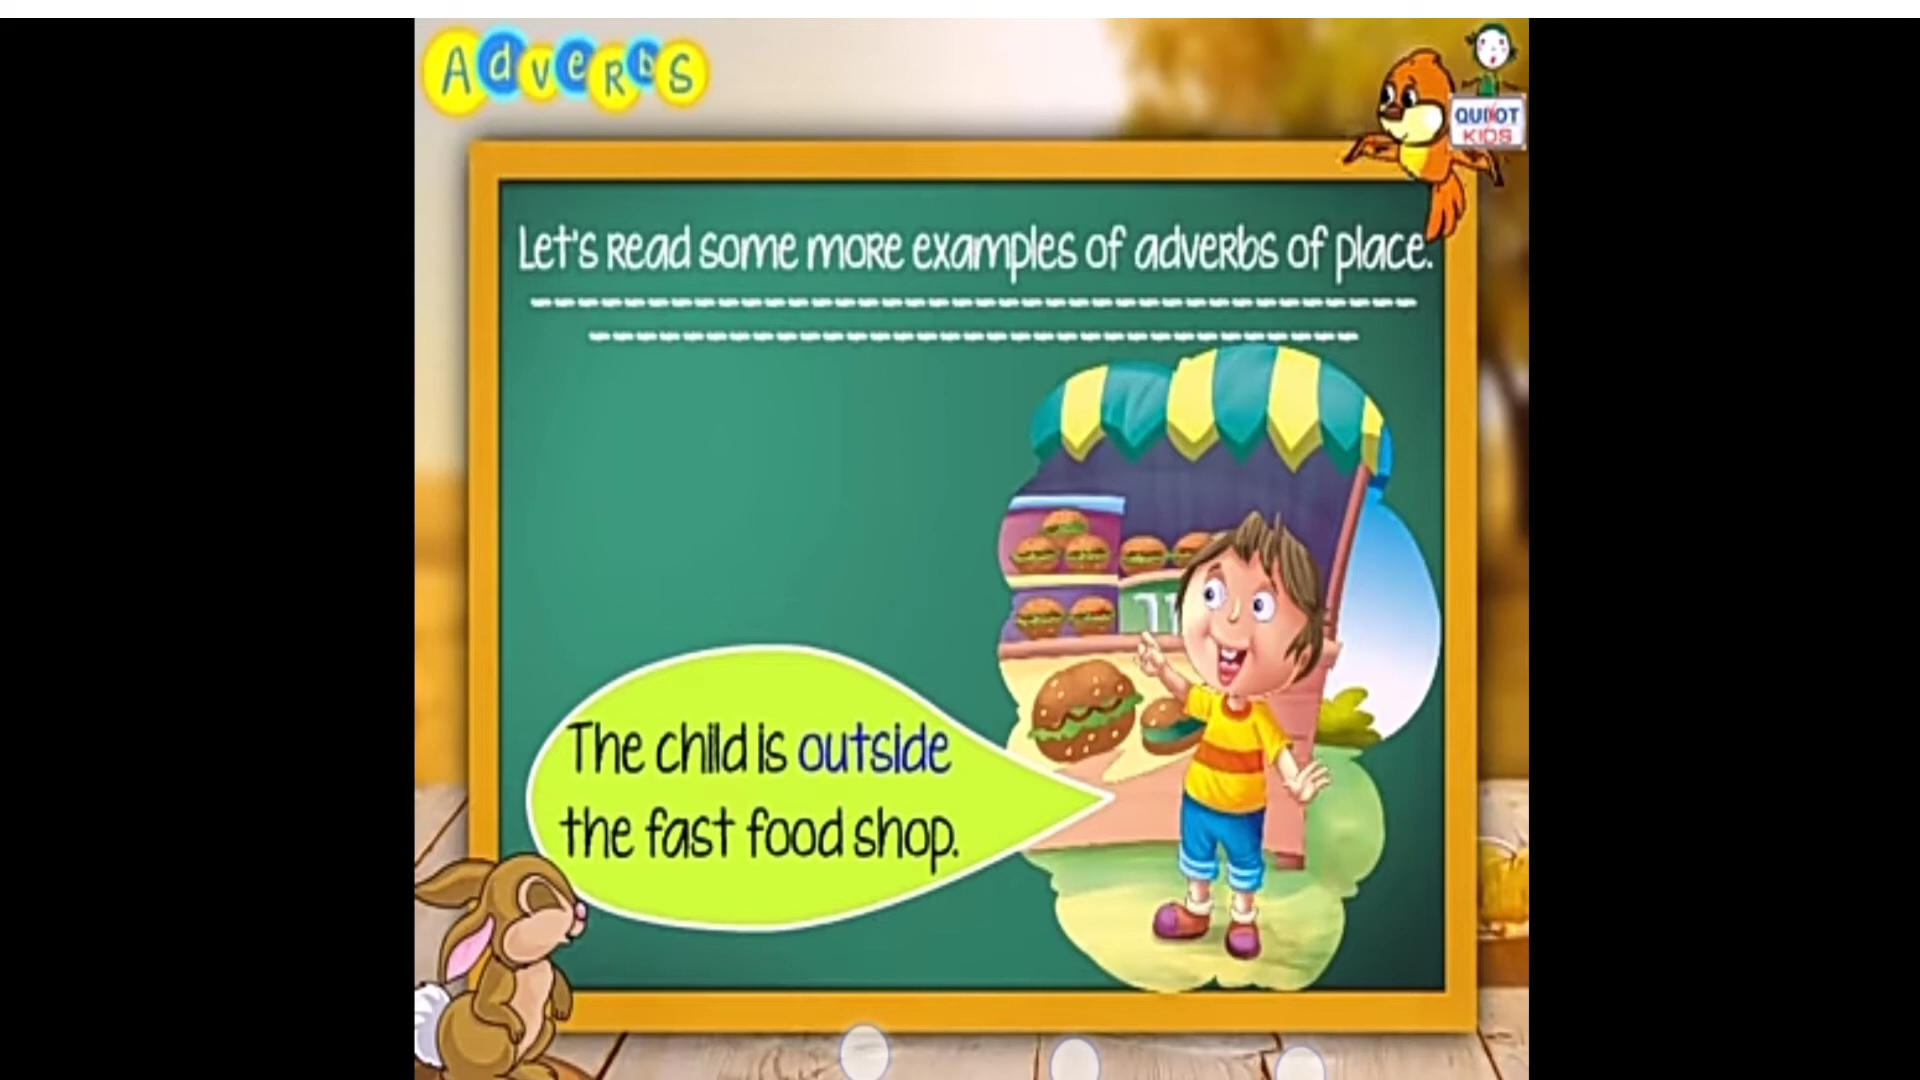 Adverbs
QUIXOT
KIDS
Let's Read some more examples of adverbs of place.
The child is outside
the fast food shop.